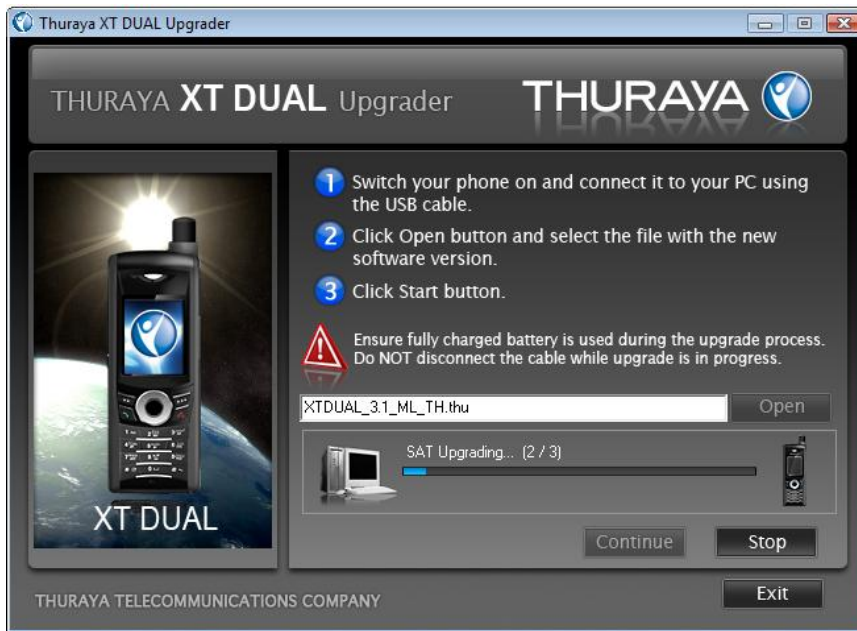 Thuraya XT DUAL Upgrader
THURAYA XT DUAL Upgrader
THURAYA
1 Switch your phone on and connect it to your PC using
the USB cable.
2 Click Open button and select the file with the new
software version.
3 Click Start button.
Ensure fully charged battery is used during the upgrade process.
Do NOT disconnect the cable while upgrade is in progress.
XTDUAL_3.1_ML_TH.thu
Open
SAT Upgrading... (2 / 3)
XT DUAL
Continue
Stop
THURAYA TELECOMMUNICATIONS COMPANY
Exit